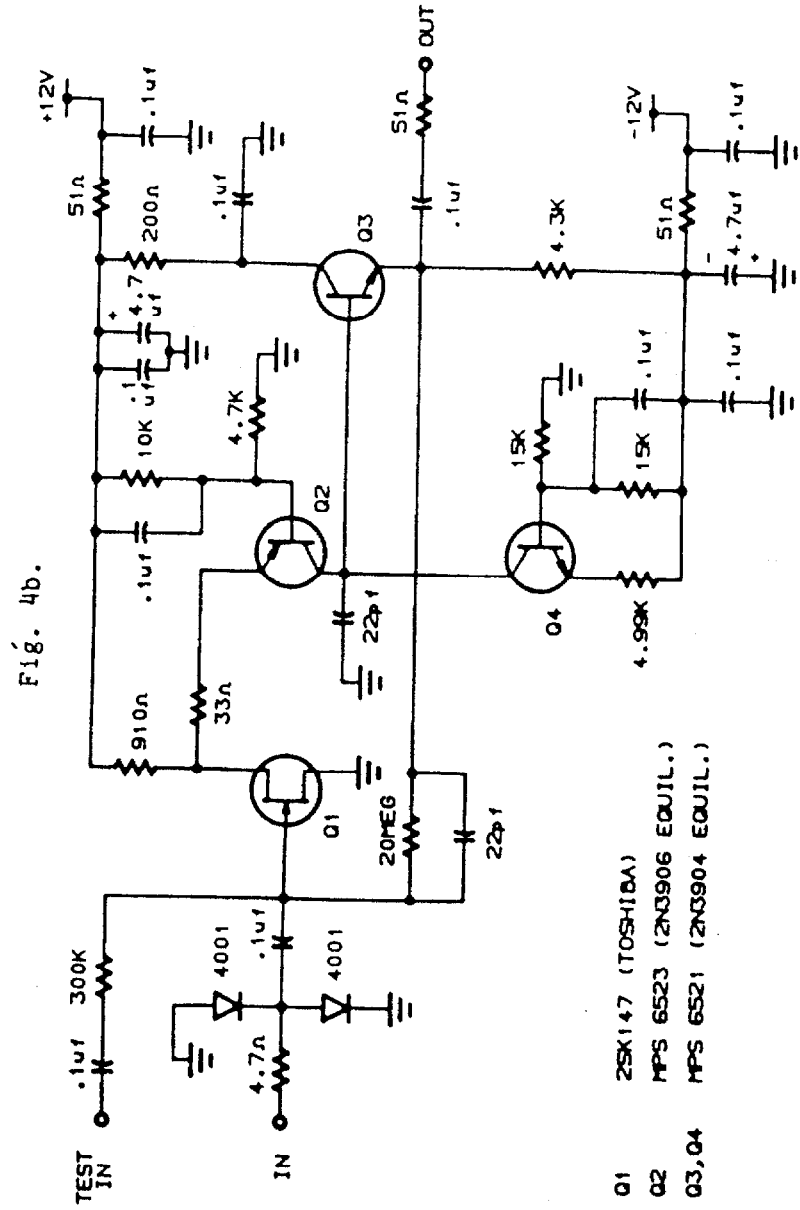 Fig. 4b.
TEST
IN
.1uf
300K
IN
4.7Ω
4001
4001
.1uf
910Ω
33Ω
Q1
20MEG
22pf
.1uf
10K
.1
uf
+
4.7
uf
4.7K
Q2
22pf
51Ω
200Ω
.1uf
+12V
.1uf
Q3
.1uf
51Ω
OUT
4.3K
Q4
15K
15K
4.99K
.1uf
.1uf
-
4.7uf
+
51Ω
-12V
.1uf
Q1 2SK147 (TOSHIBA)
Q2 MPS 6523 (2N3906 EQUIL.)
Q3,Q4 MPS 6521 (2N3904 EQUIL.)